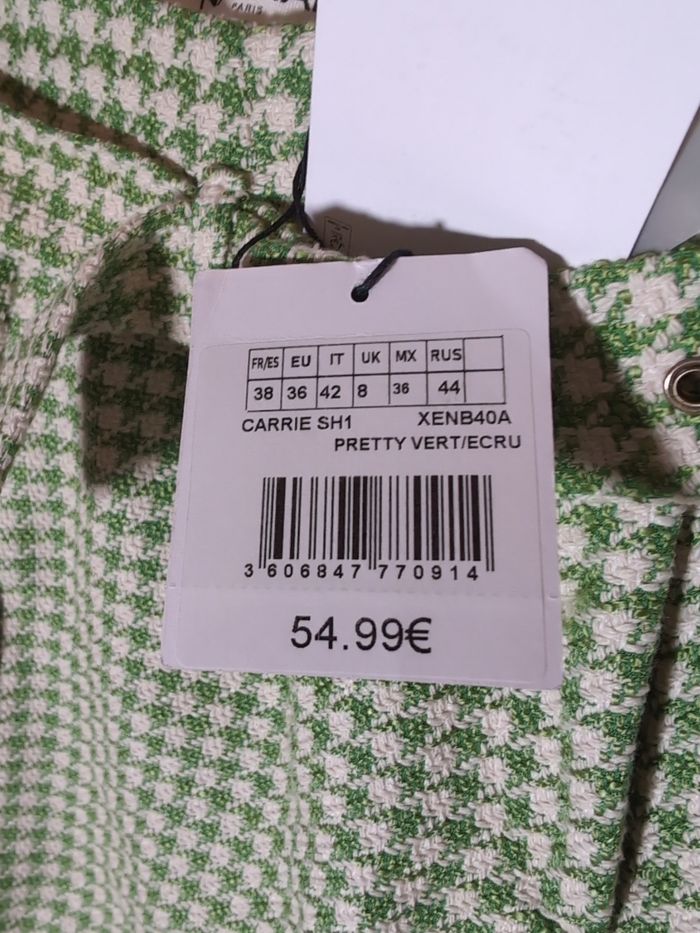 PARIS
FR/ES EU IT UK MX RUS
38 36 42 8 36 44
CARRIE SH1 XENB40A
PRETTY VERT/ECRU
3 606847 770914
54.99€